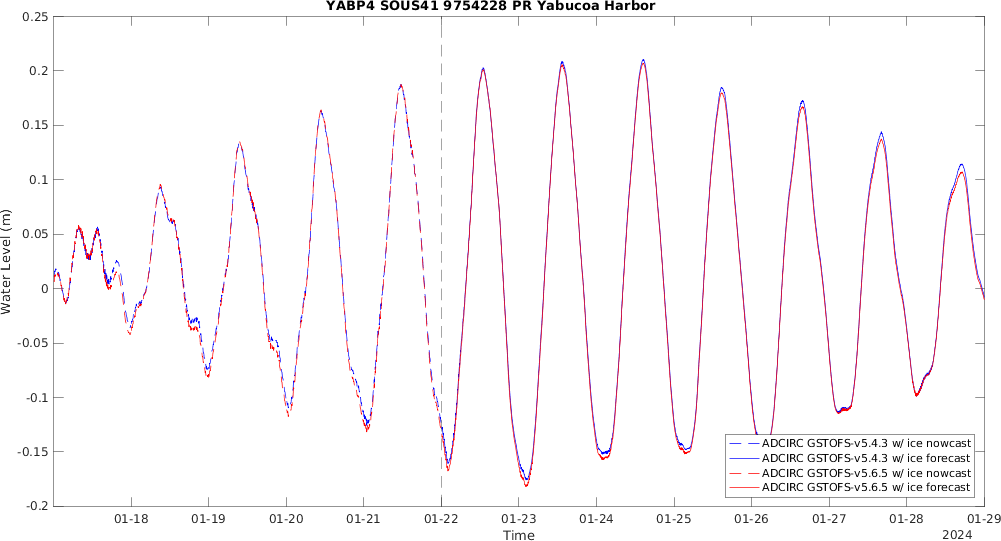 YABP4 SOUS41 9754228 PR Yabucoa Harbor
0.25
0.2
0.15
0.1
0.05
0
-0.05
-0.1
-0.15
-0.2
Water Level (m)
ADCIRC GSTOFS-v5.4.3 w/ ice nowcast
ADCIRC GSTOFS-v5.4.3 w/ ice forecast
ADCIRC GSTOFS-v5.6.5 w/ ice nowcast
ADCIRC GSTOFS-v5.6.5 w/ ice forecast
01-18 01-19 01-20 01-21 01-22 01-23 01-24 01-25 01-26 01-27 01-28 01-29
Time
2024